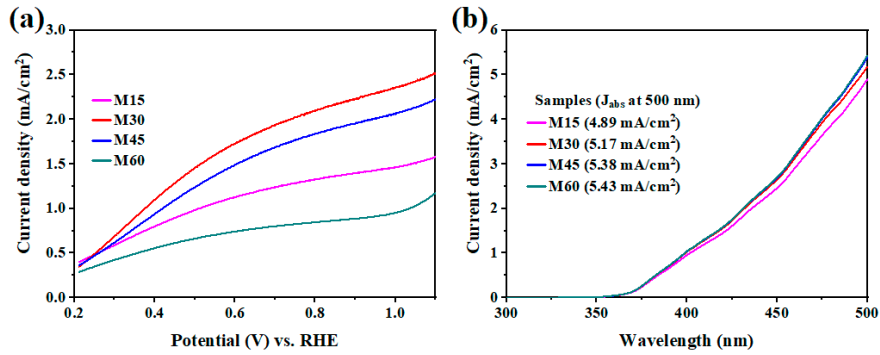 (a)
3.0
2.5
2.0
1.5
1.0
0.5
0.0
0.2 0.4 0.6 0.8 1.0
Current density (mA/cm²)
Potential (V) vs. RHE
M15
M30
M45
M60
(b)
6
5
4
3
2
1
0
300 350 400 450 500
Current density (mA/cm²)
Wavelength (nm)
Samples (Jabs at 500 nm)
M15 (4.89 mA/cm²)
M30 (5.17 mA/cm²)
M45 (5.38 mA/cm²)
M60 (5.43 mA/cm²)